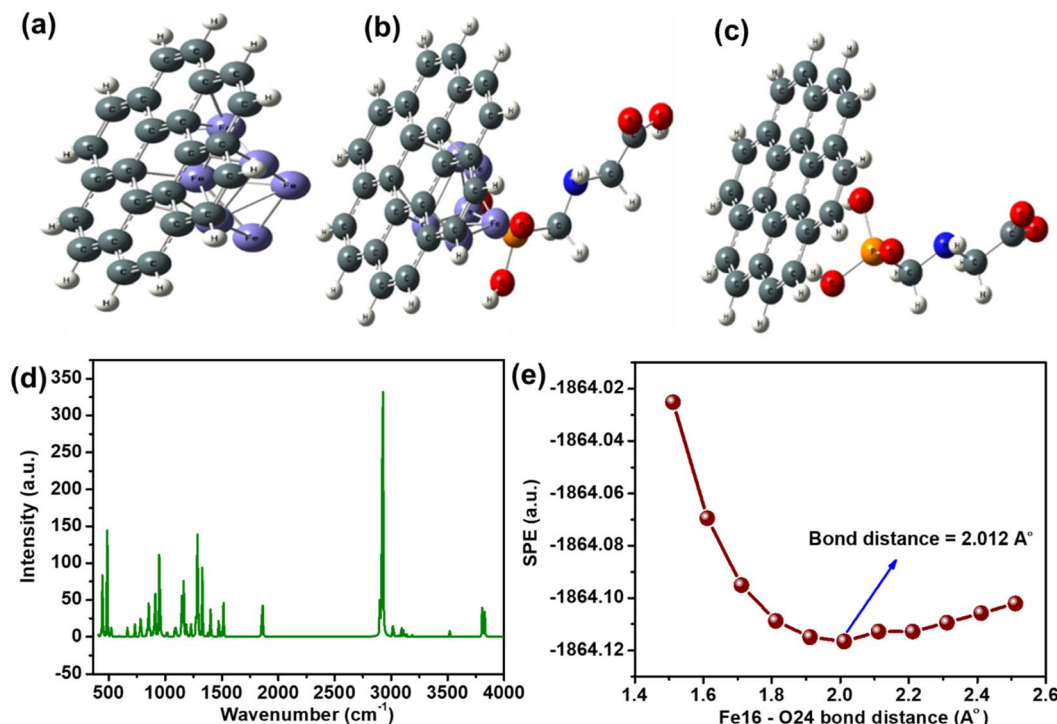 (a)
(b)
(c)
(d)
350
300
250
200
150
100
50
0
-50
Intensity (a.u.)
500 1000 1500 2000 2500 3000 3500 4000
Wavenumber (cm⁻¹)
(e)
-1864.02
-1864.04
-1864.06
-1864.08
-1864.10
-1864.12
SPE (a.u.)
Bond distance = 2.012 A°
1.4 1.6 1.8 2.0 2.2 2.4 2.6
Fe16 - O24 bond distance (A°)